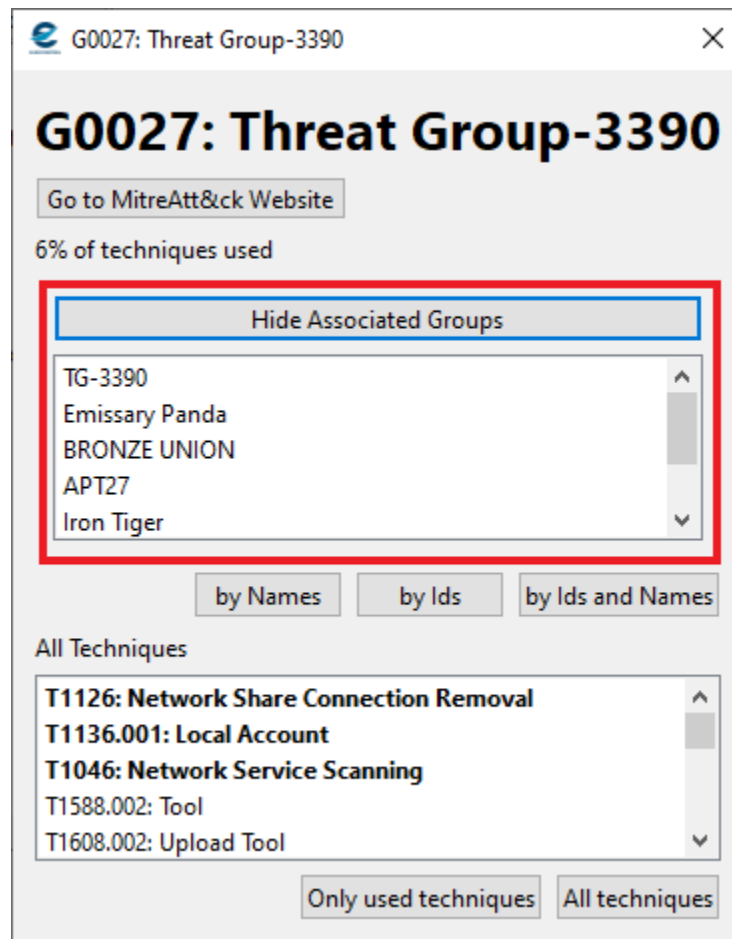 G0027: Threat Group-3390
G0027: Threat Group-3390
Go to MitreAtt&ck Website
6% of techniques used
Hide Associated Groups
TG-3390
Emissary Panda
BRONZE UNION
APT27
Iron Tiger
by Names by Ids by Ids and Names
All Techniques
T1126: Network Share Connection Removal
T1136.001: Local Account
T1046: Network Service Scanning
T1588.002: Tool
T1608.002: Upload Tool
Only used techniques All techniques